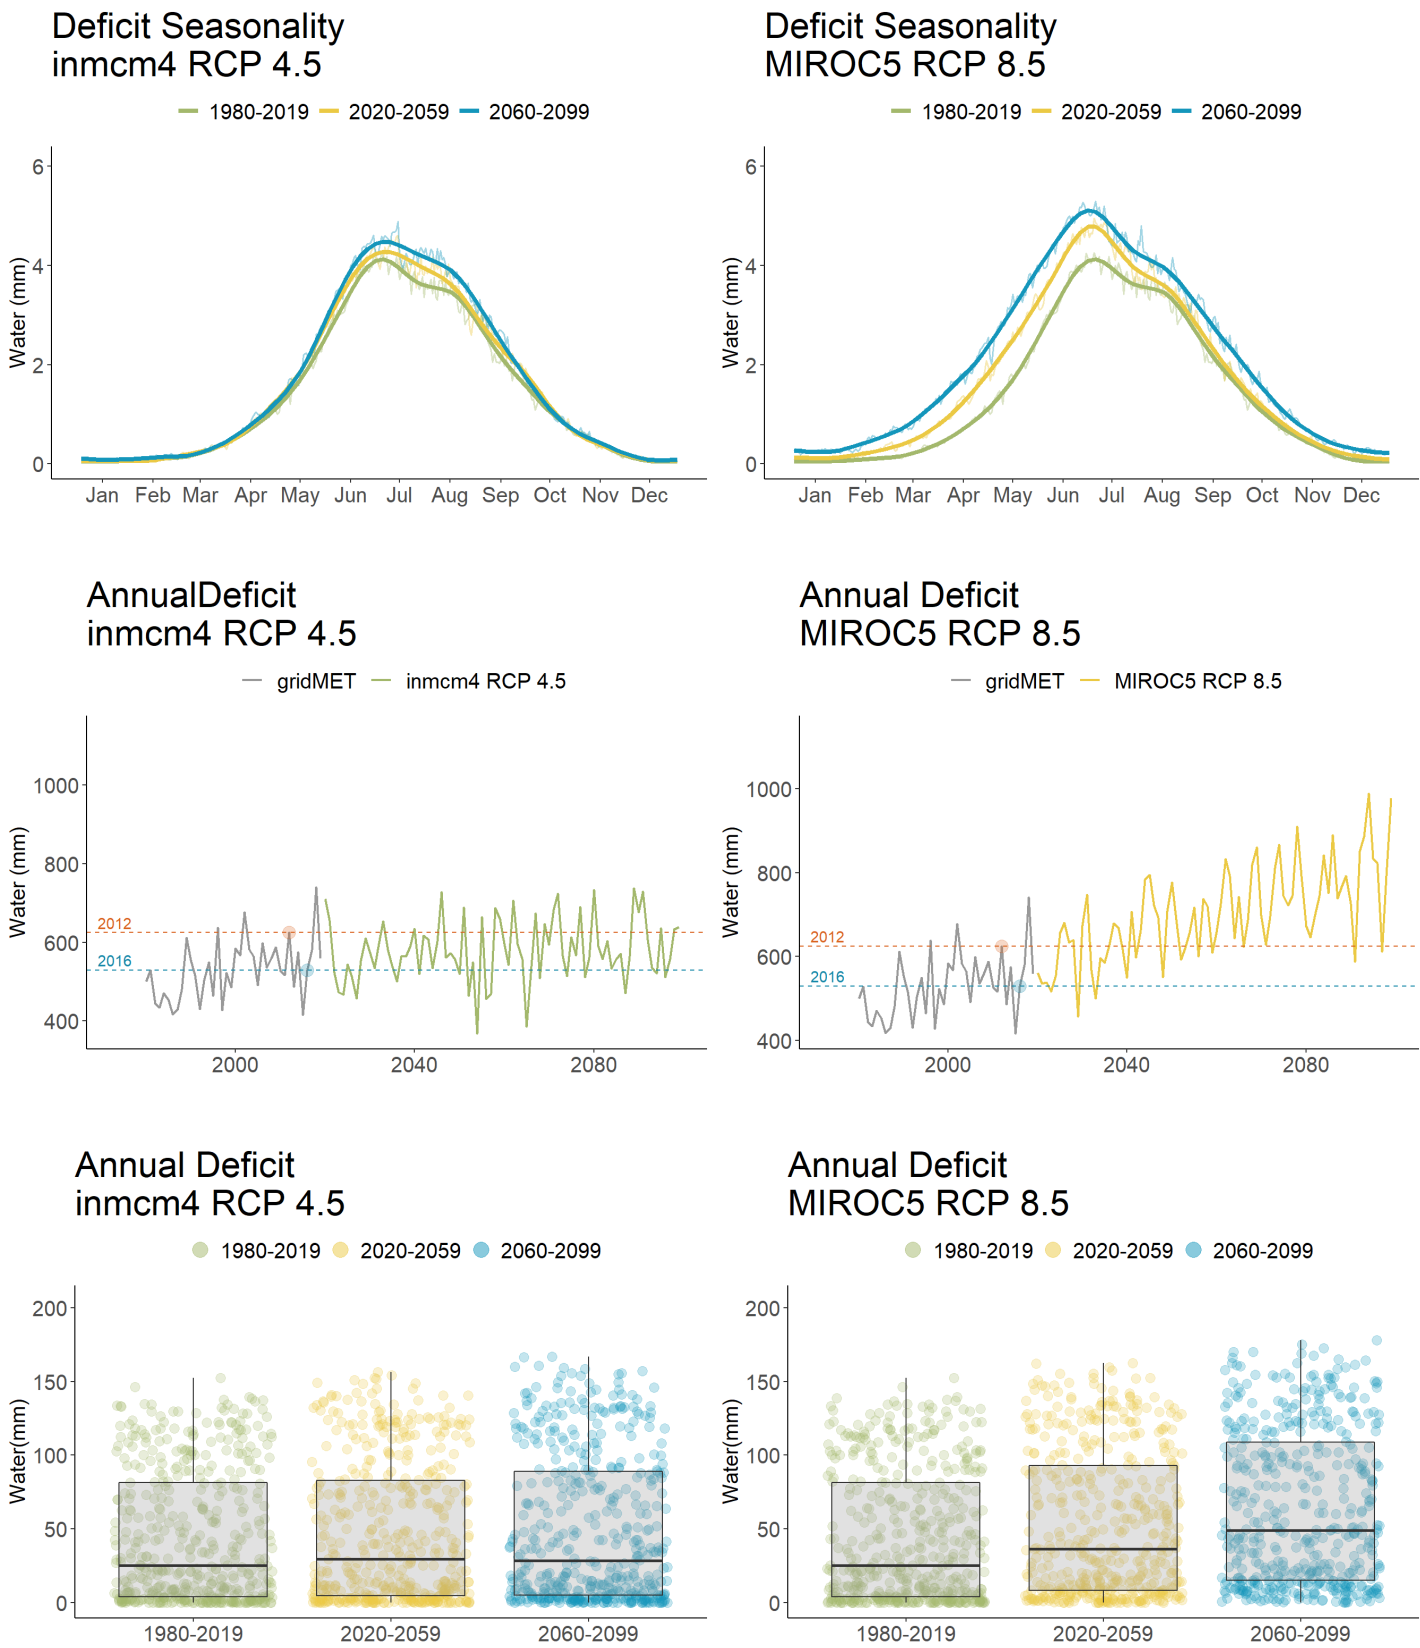 Deficit Seasonality
inmcm4 RCP 4.5
1980-2019 2020-2059 2060-2099
6
4
2
0
Water (mm)
Jan Feb Mar Apr May Jun Jul Aug Sep Oct Nov Dec
Deficit Seasonality
MIROC5 RCP 8.5
1980-2019 2020-2059 2060-2099
6
4
2
0
Water (mm)
Jan Feb Mar Apr May Jun Jul Aug Sep Oct Nov Dec
AnnualDeficit
inmcm4 RCP 4.5
gridMET inmcm4 RCP 4.5
1000
800
600
400
Water (mm)
2012
2016
2000 2040 2080
Annual Deficit
MIROC5 RCP 8.5
gridMET MIROC5 RCP 8.5
1000
800
600
400
Water (mm)
2012
2016
2000 2040 2080
Annual Deficit
inmcm4 RCP 4.5
1980-2019 2020-2059 2060-2099
200
150
100
50
0
Water(mm)
1980-2019 2020-2059 2060-2099
Annual Deficit
MIROC5 RCP 8.5
1980-2019 2020-2059 2060-2099
200
150
100
50
0
Water(mm)
1980-2019 2020-2059 2060-2099